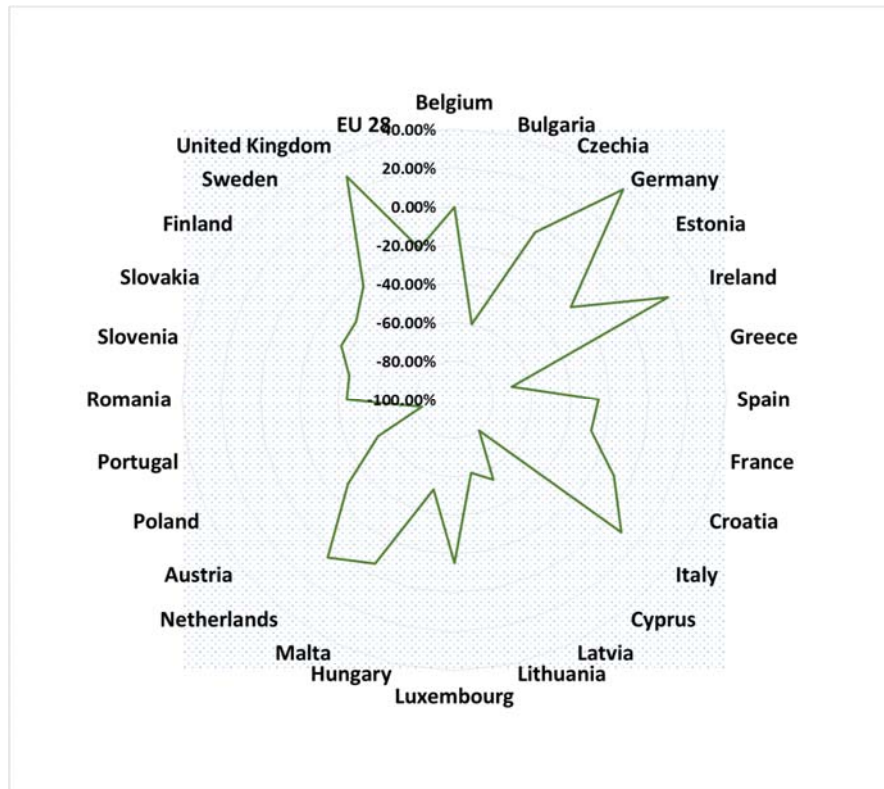 Belgium
EU 28
40.00%
Bulgaria
United Kingdom
20.00%
Czechia
Sweden
Germany
Finland
0.00%
Estonia
-20.00%
Slovakia
Ireland
-40.00%
Slovenia
-60.00%
Greece
-80.00%
Romania
-100.00%
Spain
Portugal
France
Poland
Croatia
Austria
Italy
Netherlands
Cyprus
Malta
Latvia
Hungary
Lithuania
Luxembourg